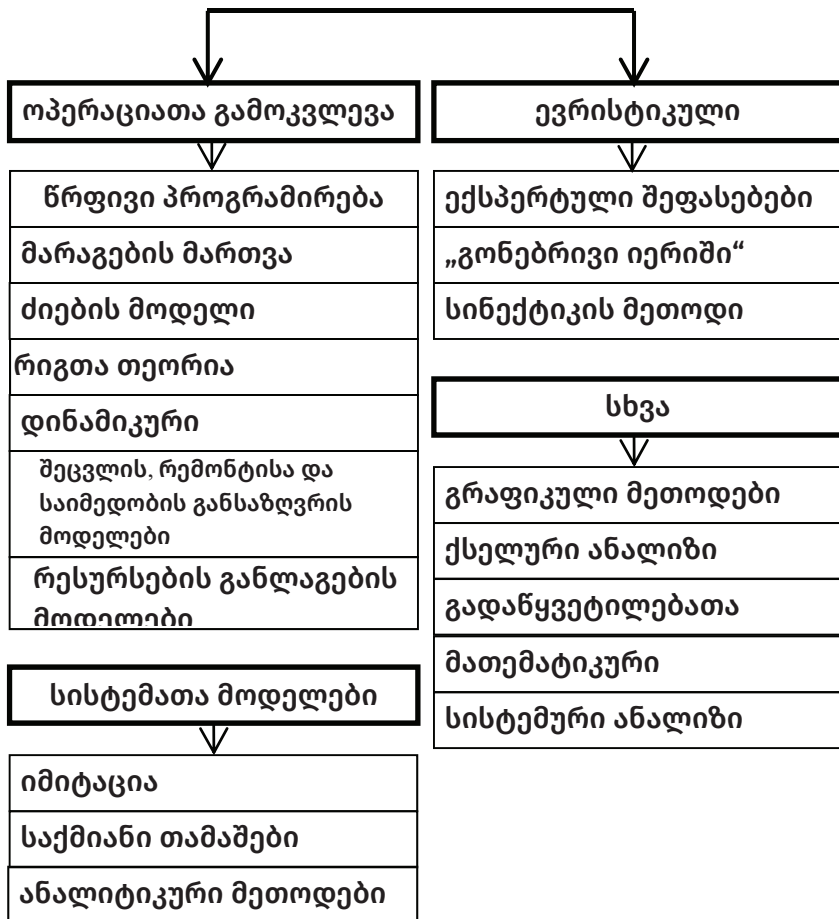 ოპერაციათა გამოკვლევა
წრფივი პროგრამირება
მარაგების მართვა
ძიების მოდელი
რიგთა თეორია
დინამიკური
შეცვლის, რემონტისა და
საიმედობის განსაზღვრის
მოდელები
რესურსების განლაგების
მოდელები
სისტემათა მოდელები
იმიტაცია
საქმიანი თამაშები
ანალიტიკური მეთოდები
ევრისტიკული
ექსპერტული შეფასებები
„გონებრივი იერიში“
სინექტიკის მეთოდი
სხვა
გრაფიკული მეთოდები
ქსელური ანალიზი
გადაწყვეტილებათა
მათემატიკური
სისტემური ანალიზი